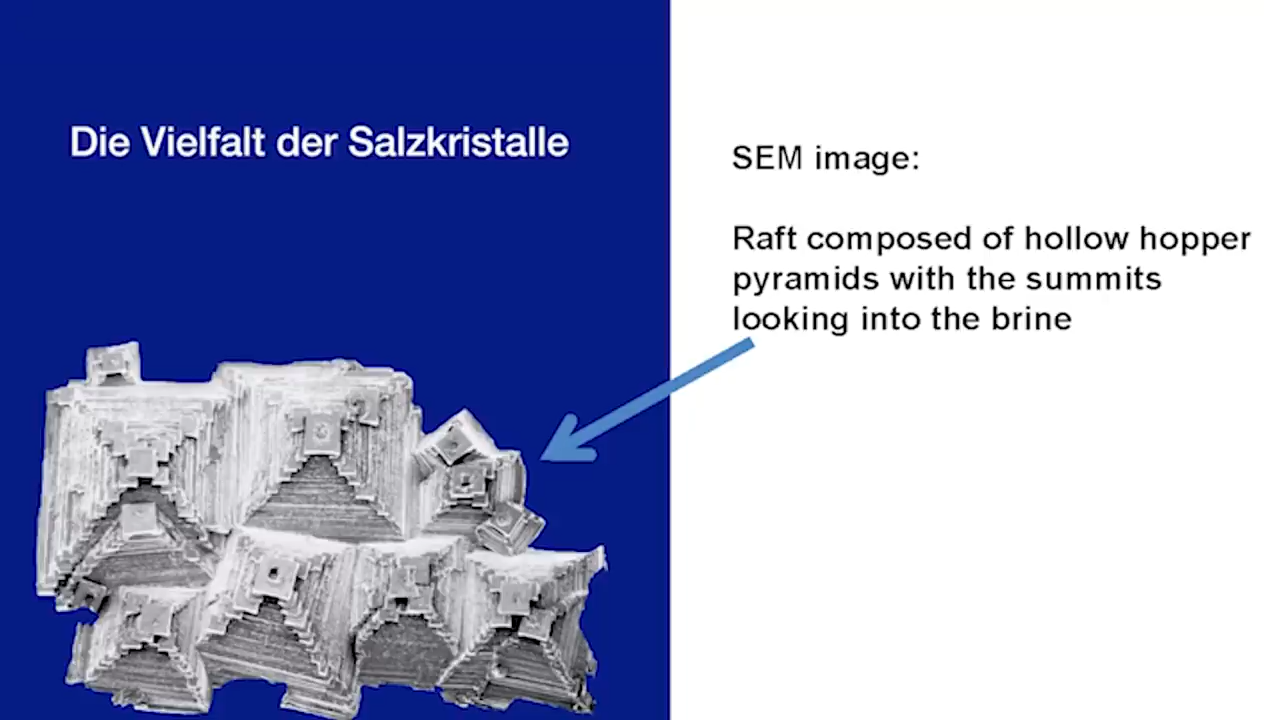 Die Vielfalt der Salzkristalle
SEM image:
Raft composed of hollow hopper
pyramids with the summits
looking into the brine